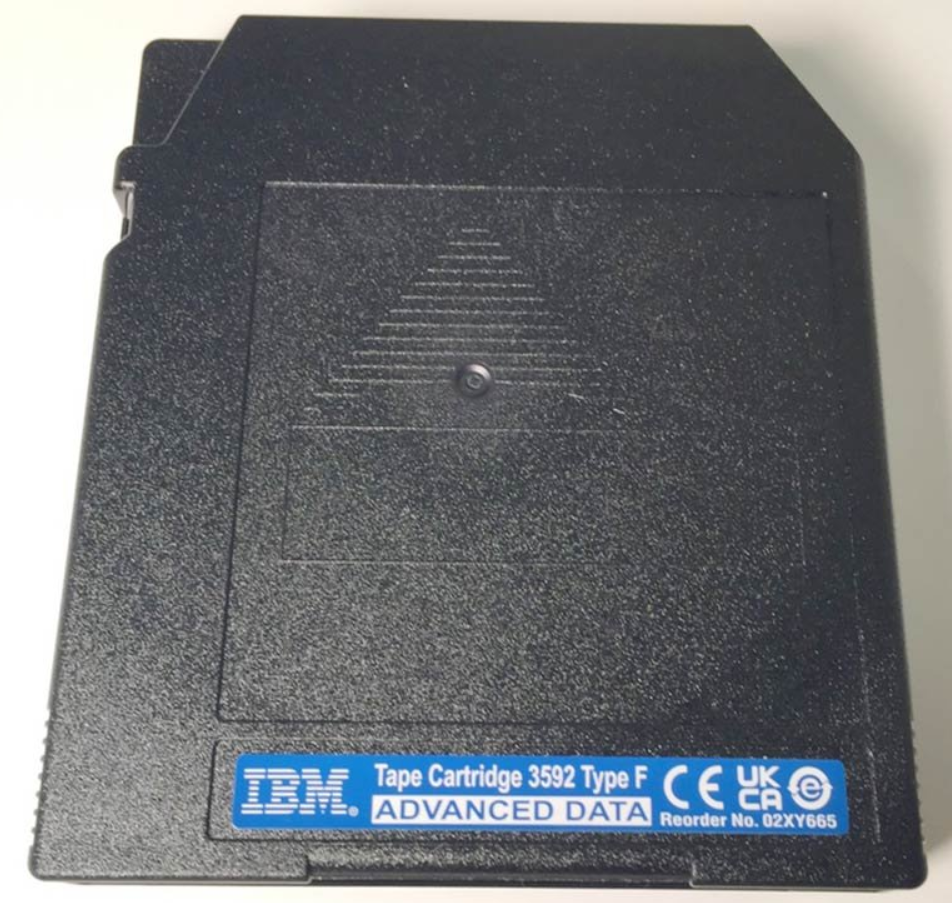 IBM® Tape Cartridge 3592 Type F
ADVANCED DATA
CE UK CA e
Reorder No. 02XY665